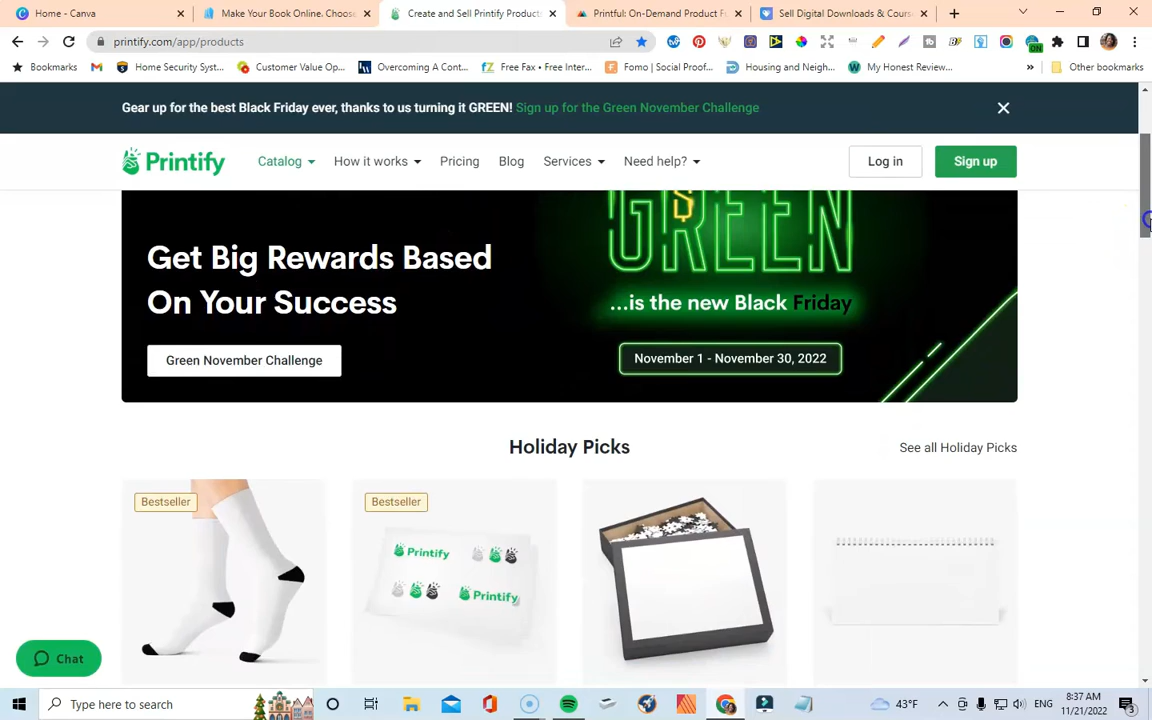 Home - Canva
Make Your Book Online. Choose
Create and Sell Printify Products
Printful: On-Demand Product F
Sell Digital Downloads & Cours
printify.com/app/products
ON
Bookmarks
Home Security Syst...
Customer Value Op...
Overcoming A Cont...
Free Fax • Free Inter...
Fomo | Social Proof...
Housing and Neigh...
My Honest Review...
Other bookmarks
Gear up for the best Black Friday ever, thanks to us turning it GREEN! Sign up for the Green November Challenge
Printify
Catalog
How it works
Pricing
Blog
Services
Need help?
Log in
Sign up
Get Big Rewards Based
On Your Success
Green November Challenge
GREEN
...is the new Black Friday
November 1 - November 30, 2022
Holiday Picks
See all Holiday Picks
Bestseller
Bestseller
Printify
Printify
Chat
Type here to search
43°F
ENG
8:37 AM
11/21/2022
3